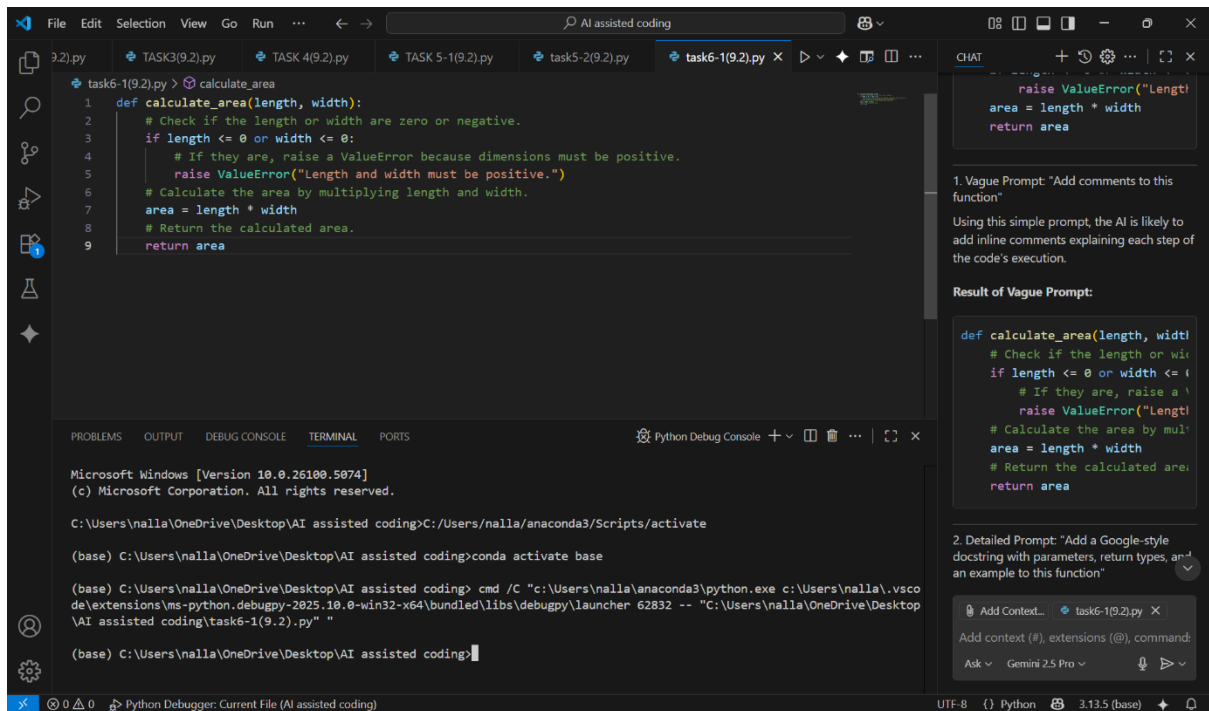 File Edit Selection View Go Run ··· ← → AI assisted coding
9.2).py TASK3(9.2).py TASK 4(9.2).py TASK 5-1(9.2).py task5-2(9.2).py task6-1(9.2).py
task6-1(9.2).py > calculate_area
1 def calculate_area(length, width):
2 # Check if the length or width are zero or negative.
3 if length <= 0 or width <= 0:
4 # If they are, raise a ValueError because dimensions must be positive.
5 raise ValueError("Length and width must be positive.")
6 # Calculate the area by multiplying length and width.
7 area = length * width
8 # Return the calculated area.
9 return area
PROBLEMS OUTPUT DEBUG CONSOLE TERMINAL PORTS Python Debug Console
Microsoft Windows [Version 10.0.26100.5074]
(c) Microsoft Corporation. All rights reserved.
C:\Users\nalla\OneDrive\Desktop\AI assisted coding>C:/Users/nalla/anaconda3/Scripts/activate
(base) C:\Users\nalla\OneDrive\Desktop\AI assisted coding>conda activate base
(base) C:\Users\nalla\OneDrive\Desktop\AI assisted coding> cmd /C "c:\Users\nalla\anaconda3\python.exe c:\Users\nalla\.vsco
de\extensions\ms-python.debugpy-2025.10.0-win32-x64\bundled\libs\debugpy\launcher 62832 -- "C:\Users\nalla\OneDrive\Desktop
\AI assisted coding\task6-1(9.2).py" "
(base) C:\Users\nalla\OneDrive\Desktop\AI assisted coding>
CHAT
raise ValueError("Length
area = length * width
return area
1. Vague Prompt: "Add comments to this
function"
Using this simple prompt, the AI is likely to
add inline comments explaining each step of
the code's execution.
Result of Vague Prompt:
def calculate_area(length, widt
# Check if the length or wi
if length <= 0 or width <=
# If they are, raise a
raise ValueError("Lengt
# Calculate the area by mul
area = length * width
# Return the calculated are
return area
2. Detailed Prompt: "Add a Google-style
docstring with parameters, return types, and
an example to this function"
Add Context... task6-1(9.2).py
Add context (#), extensions (@), command
Ask Gemini 2.5 Pro
1
0 0 Python Debugger: Current File (AI assisted coding) UTF-8 {} Python 3.13.5 (base)